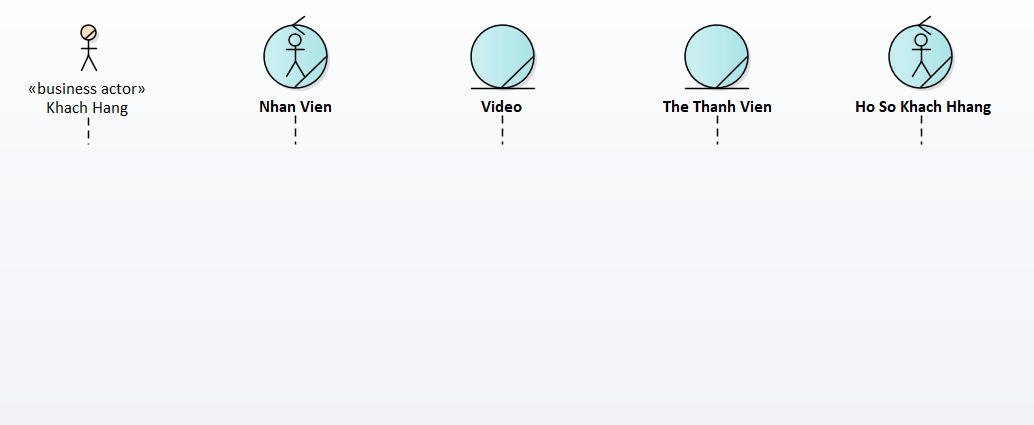 «business actor»
Khach Hang
Nhan Vien
Video
The Thanh Vien
Ho So Khach Hhang